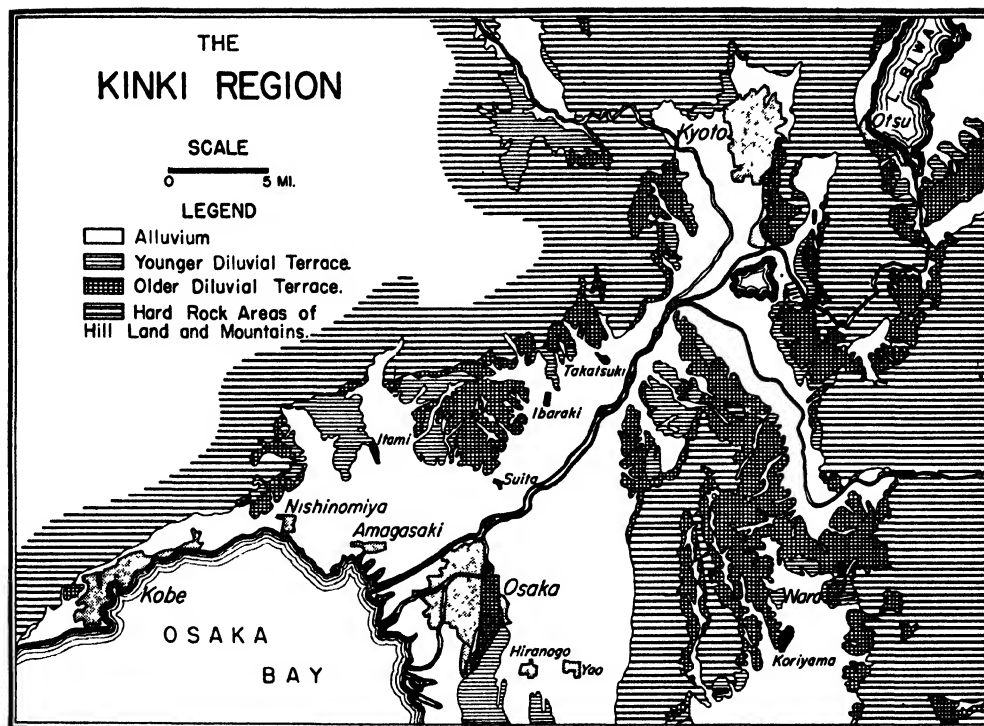 THE
KINKI REGION
SCALE
0 5 MI.
LEGEND
Alluvium
Younger Diluvial Terrace.
Older Diluvial Terrace.
Hard Rock Areas of
Hill Land and Mountains.
L. BIWA
Otsu
Kyoto
Takatsuki
Ibaraki
Itami
Suita
Nishinomiya
Amagasaki
Kobe
Osaka
OSAKA
BAY
Hiranogo
Yao
Nara
Koriyama